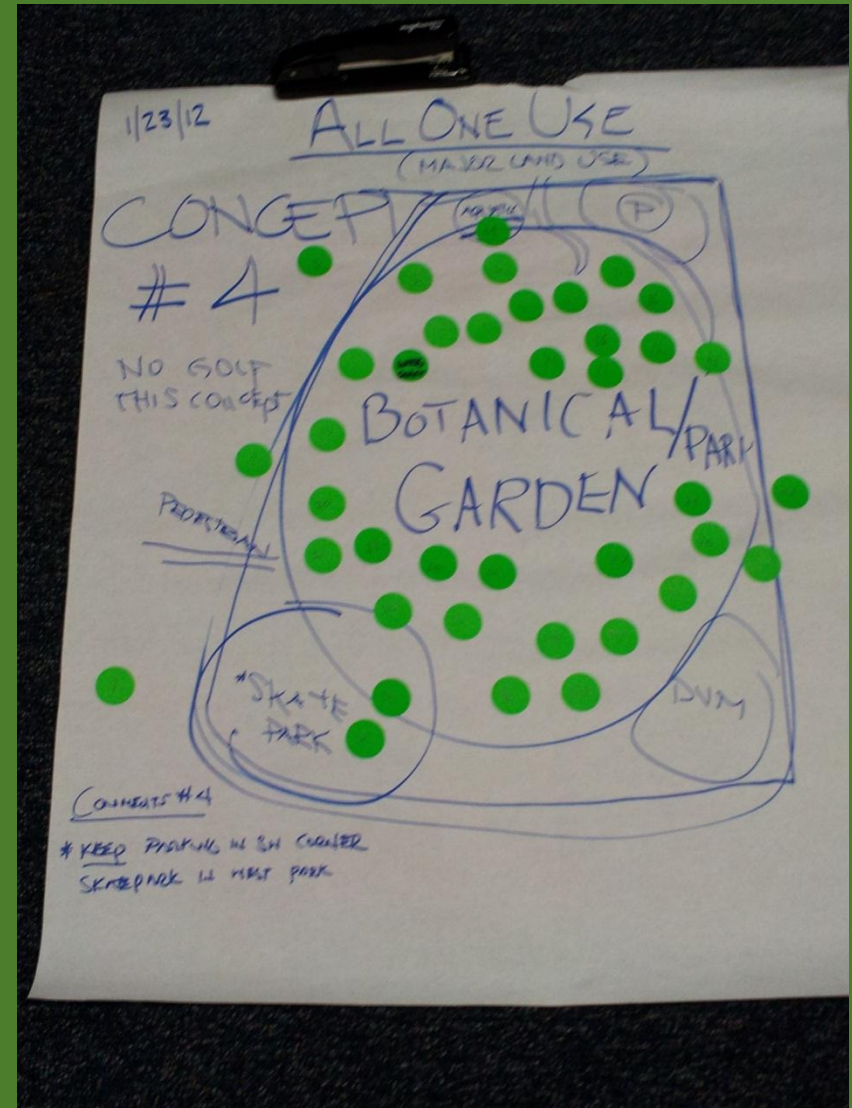 1/23/12
ALL ONE USE
(MAJOR LAND USE)
CONCEPT
# 4
P
NO GOLF
THIS CONCEPT
BOTANICAL/PARK
GARDEN
PEDESTRIAN
*SKATE
PARK
DVM
COMMENTS #4
* KEEP PARKING IN SW CORNER
SKATEPARK IN WEST PARK